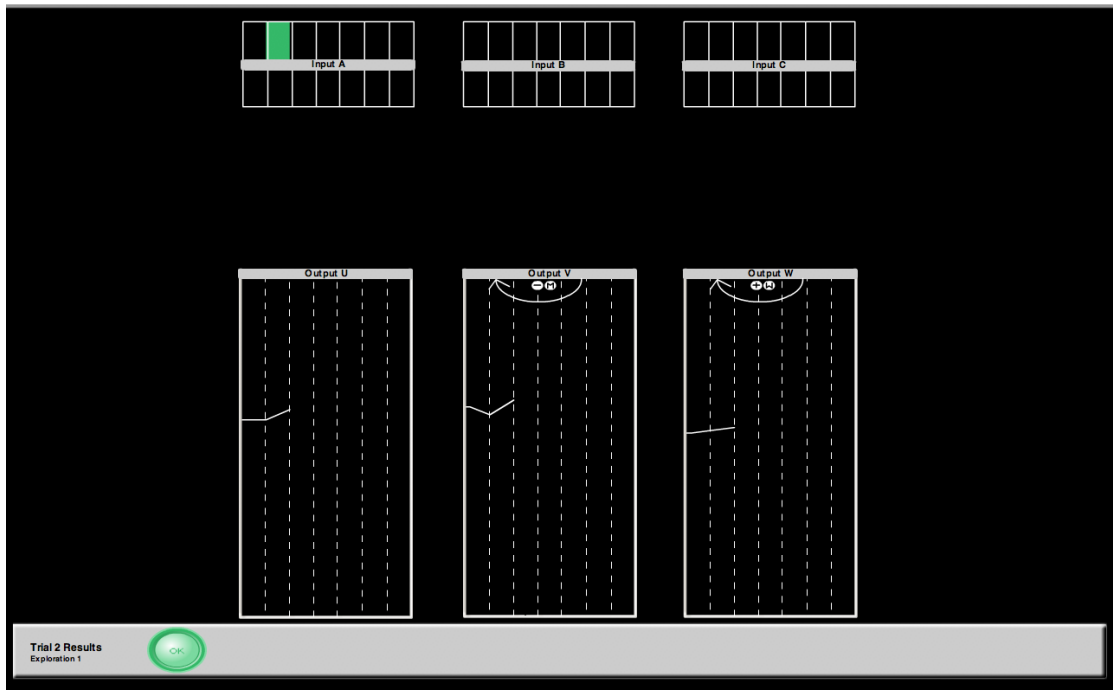 Input A
Input B
Input C
Output U
Output V
Output W
− M
+ W
Trial 2 Results
Exploration 1
OK